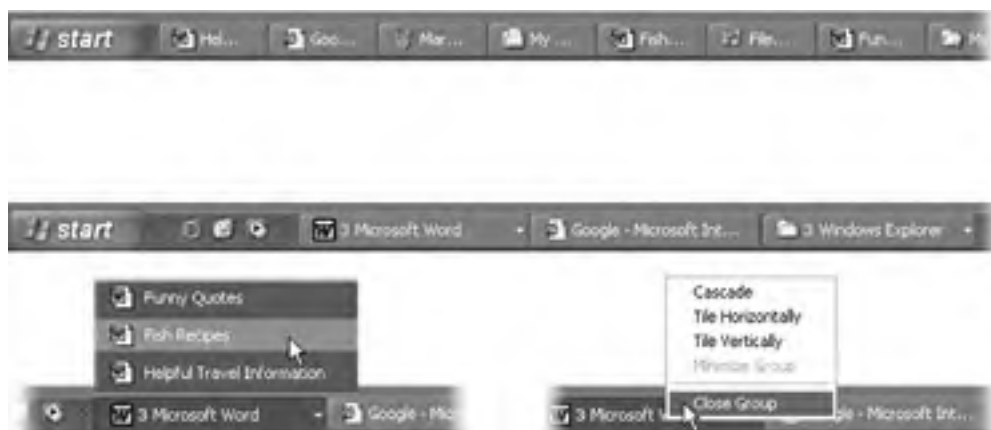 start Hel... Goo... Mar... My ... Fish... File... Fun...
start 3 Microsoft Word Google - Microsoft Int... 3 Windows Explorer
Funny Quotes
Fish Recipes
Helpful Travel Information
3 Microsoft Word Google - Mic
Cascade
Tile Horizontally
Tile Vertically
Minimize Group
Close Group
3 Microsoft gle - Microsoft Int...